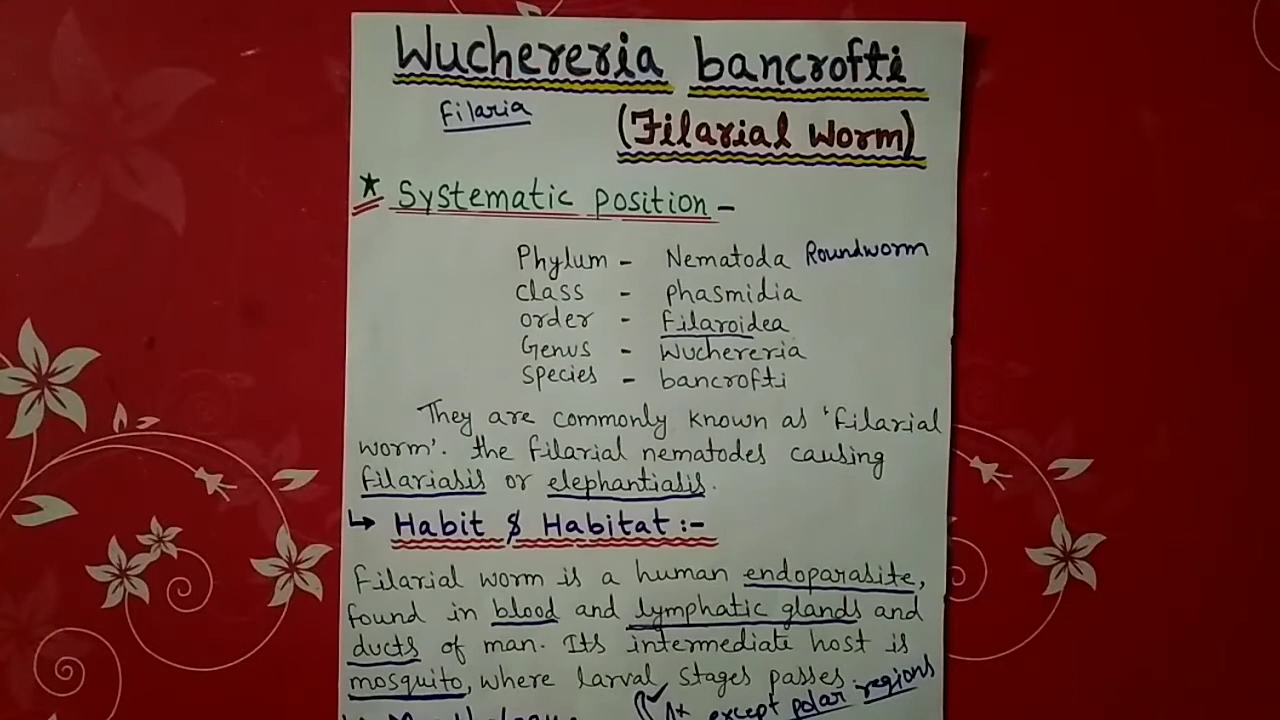 Wuchereria bancrofti
Filaria
(Filarial Worm)
* Systematic position -
Phylum - Nematoda Roundworm
class - phasmidia
order - filaroidea
Genus - Wuchereria
Species - bancrofti
They are commonly known as 'filarial
worm'. the filarial nematodes causing
filariasis or elephantiasis.
↳ Habit & Habitat :-
Filarial worm is a human endoparasite,
found in blood and lymphatic glands and
ducts of man. Its intermediate host is
mosquito, where larval stages passes.
except polar regions